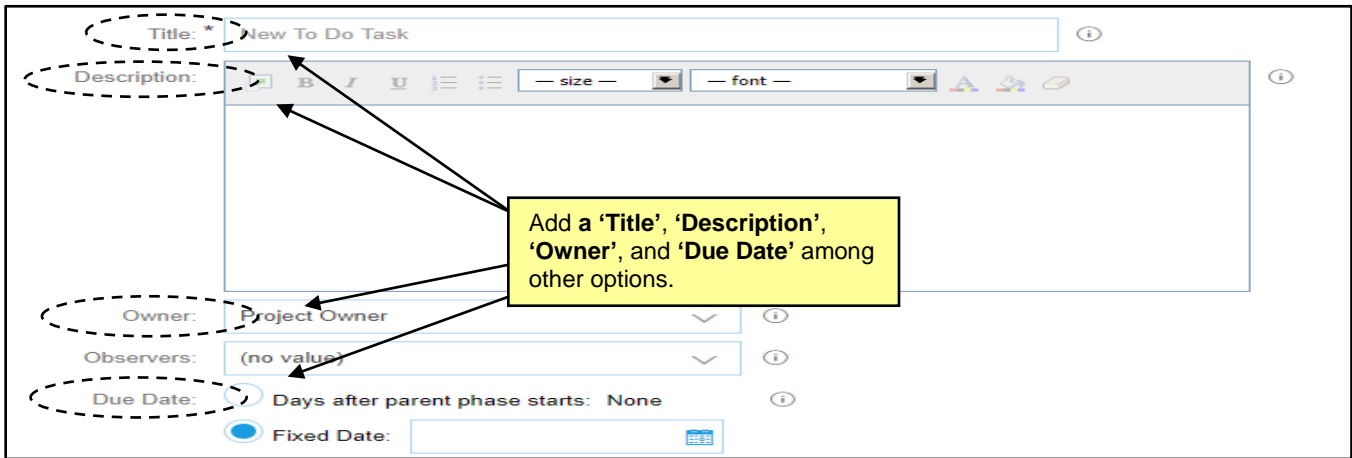 Title: * New To Do Task
Description:
B I U — size — — font — A
Add a ‘Title’, ‘Description’,
‘Owner’, and ‘Due Date’ among
other options.
Owner: Project Owner
Observers: (no value)
Due Date: Days after parent phase starts: None
Fixed Date: